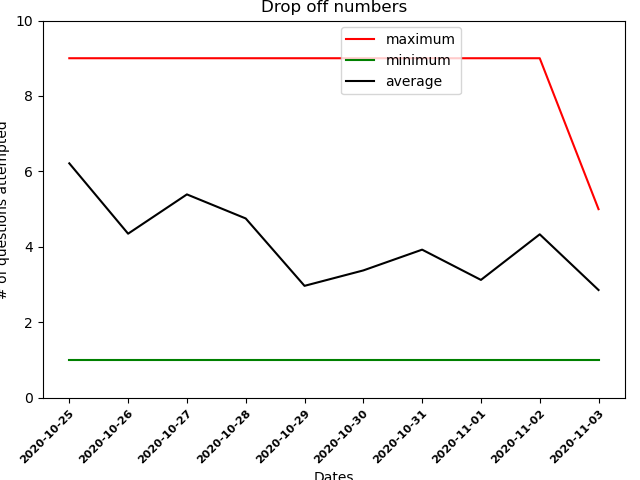 Drop off numbers
maximum
minimum
average
# of questions attempted
10
8
6
4
2
0
2020-10-25
2020-10-26
2020-10-27
2020-10-28
2020-10-29
2020-10-30
2020-10-31
2020-11-01
2020-11-02
2020-11-03
Dates